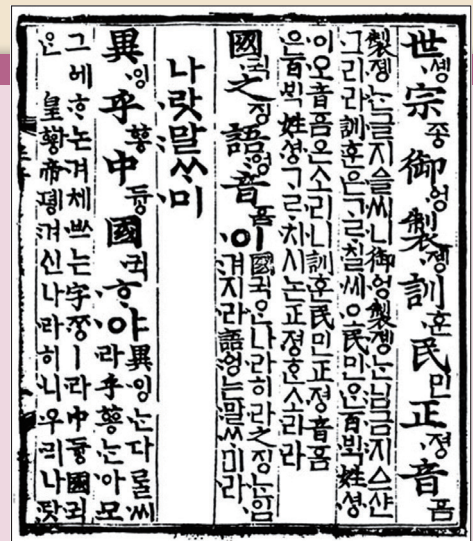 世솅宗종御ᅌᅥᆼ製졩訓훈民민正졍音ᅙᅳᆷ
製졩ᄂᆞᆫ글지ᅀᅳᆯ씨니御ᅌᅥᆼ製졩ᄂᆞᆫ님금지ᅀᅳ샨
그리라訓훈은ᄀᆞᄅᆞ칠씨오民민ᄋᆞᆫ百ᄇᆡᆨ姓셩
이오音ᅙᅳᆷ은소리니訓훈民민正졍音ᅙᅳᆷ
은百ᄇᆡᆨ姓셩ᄀᆞᄅᆞ치시논正졍ᄒᆞᆫ소리라
國귁之징語ᅌᅥᆼ音ᅙᅳᆷ이
國귁ᄋᆞᆫ나라히라之징ᄂᆞᆫ입
겨지라語ᅌᅥᆼ는말ᄊᆞ미라
나랏말ᄊᆞ미
異잉乎ᅘᅩᆼ中듕國귁ᄒᆞ야
異잉ᄂᆞᆫ다ᄅᆞᆯ씨
라乎ᅘᅩᆼᄂᆞᆫ아모
그ᅌᅦᄒᆞ논겨체ᄡᅳ는字ᄍᆞᆼㅣ라中듕國귁
은皇ᅘᅪᆼ帝뎽겨신나라히니우리나랏